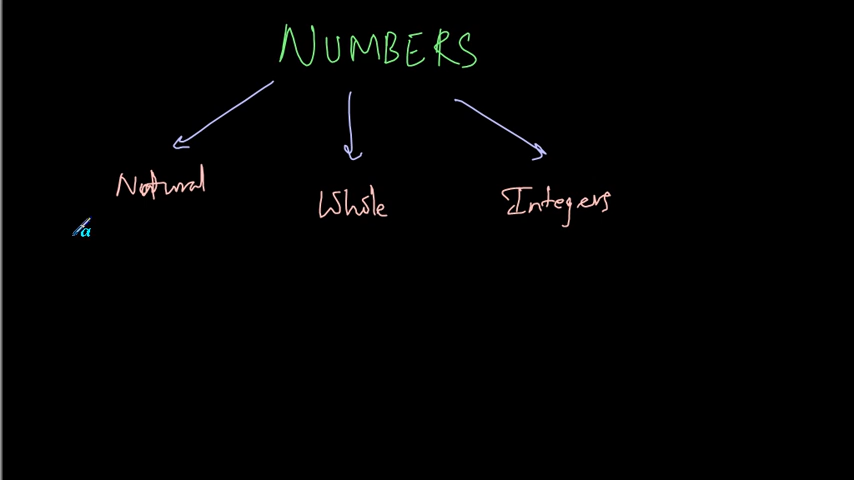 NUMBERS
Natural
Whole
Integers
a